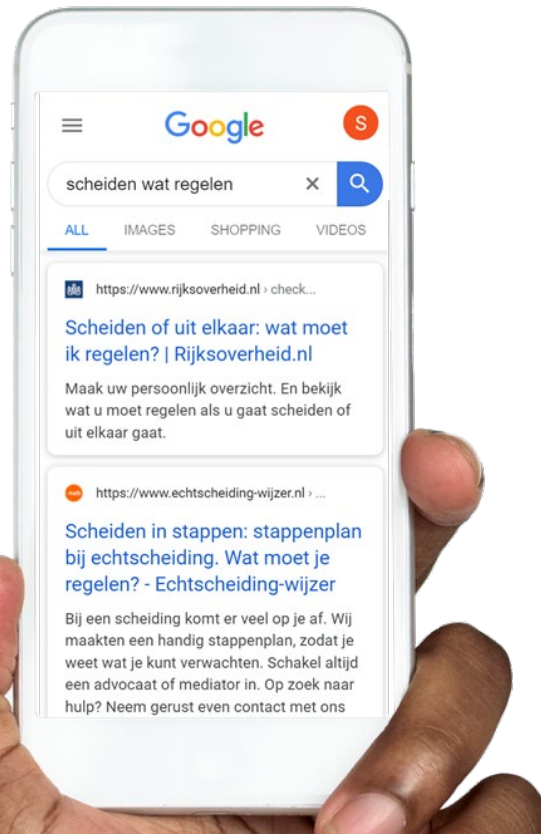 Google
S
scheiden wat regelen
ALL IMAGES SHOPPING VIDEOS
https://www.rijksoverheid.nl › check...
Scheiden of uit elkaar: wat moet
ik regelen? | Rijksoverheid.nl
Maak uw persoonlijk overzicht. En bekijk
wat u moet regelen als u gaat scheiden of
uit elkaar gaat.
https://www.echtscheiding-wijzer.nl › ...
Scheiden in stappen: stappenplan
bij echtscheiding. Wat moet je
regelen? - Echtscheiding-wijzer
Bij een scheiding komt er veel op je af. Wij
maakten een handig stappenplan, zodat je
weet wat je kunt verwachten. Schakel altijd
een advocaat of mediator in. Op zoek naar
hulp? Neem gerust even contact met ons